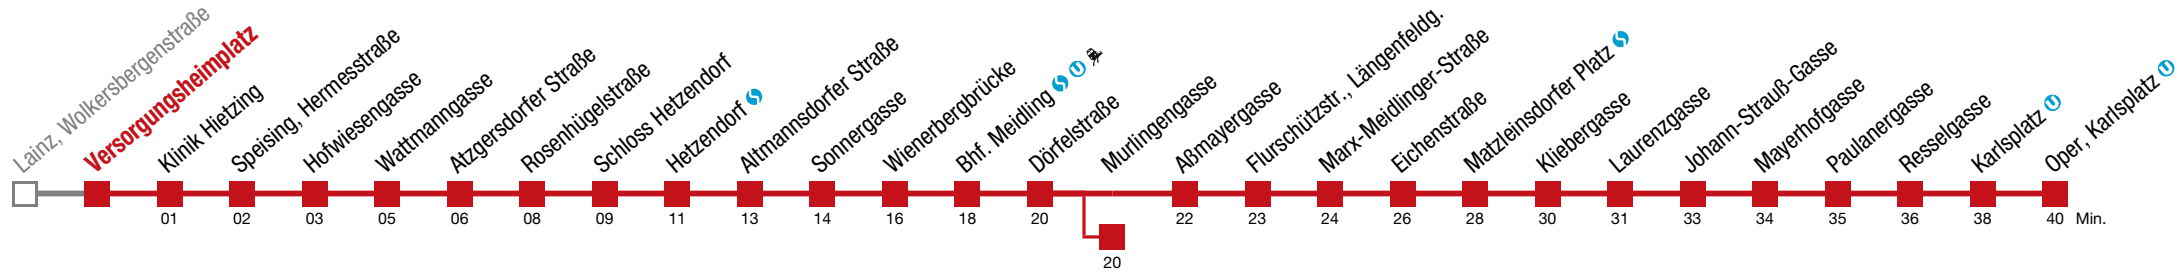 Lainz, Wolkersbergenstraße
Versorgungsheimplatz
Klinik Hietzing
Speising, Hermesstraße
Hofwiesengasse
Wattmanngasse
Atzgersdorfer Straße
Rosenhügelstraße
Schloss Hetzendorf
Hetzendorf S
Altmannsdorfer Straße
Sonnergasse
Wienerbergbrücke
Bhf. Meidling S U
Dörfelstraße
Murlingengasse
Aßmayergasse
Flurschützstr., Längenfeldg.
Marx-Meidlinger-Straße
Eichenstraße
Matzleinsdorfer Platz S
Kliebergasse
Laurenzgasse
Johann-Strauß-Gasse
Mayerhofgasse
Paulanergasse
Resselgasse
Karlsplatz U
Oper, Karlsplatz U
01 02 03 05 06 08 09 11 13 14 16 18 20 22 23 24 26 28 30 31 33 34 35 36 38 40 Min.
20